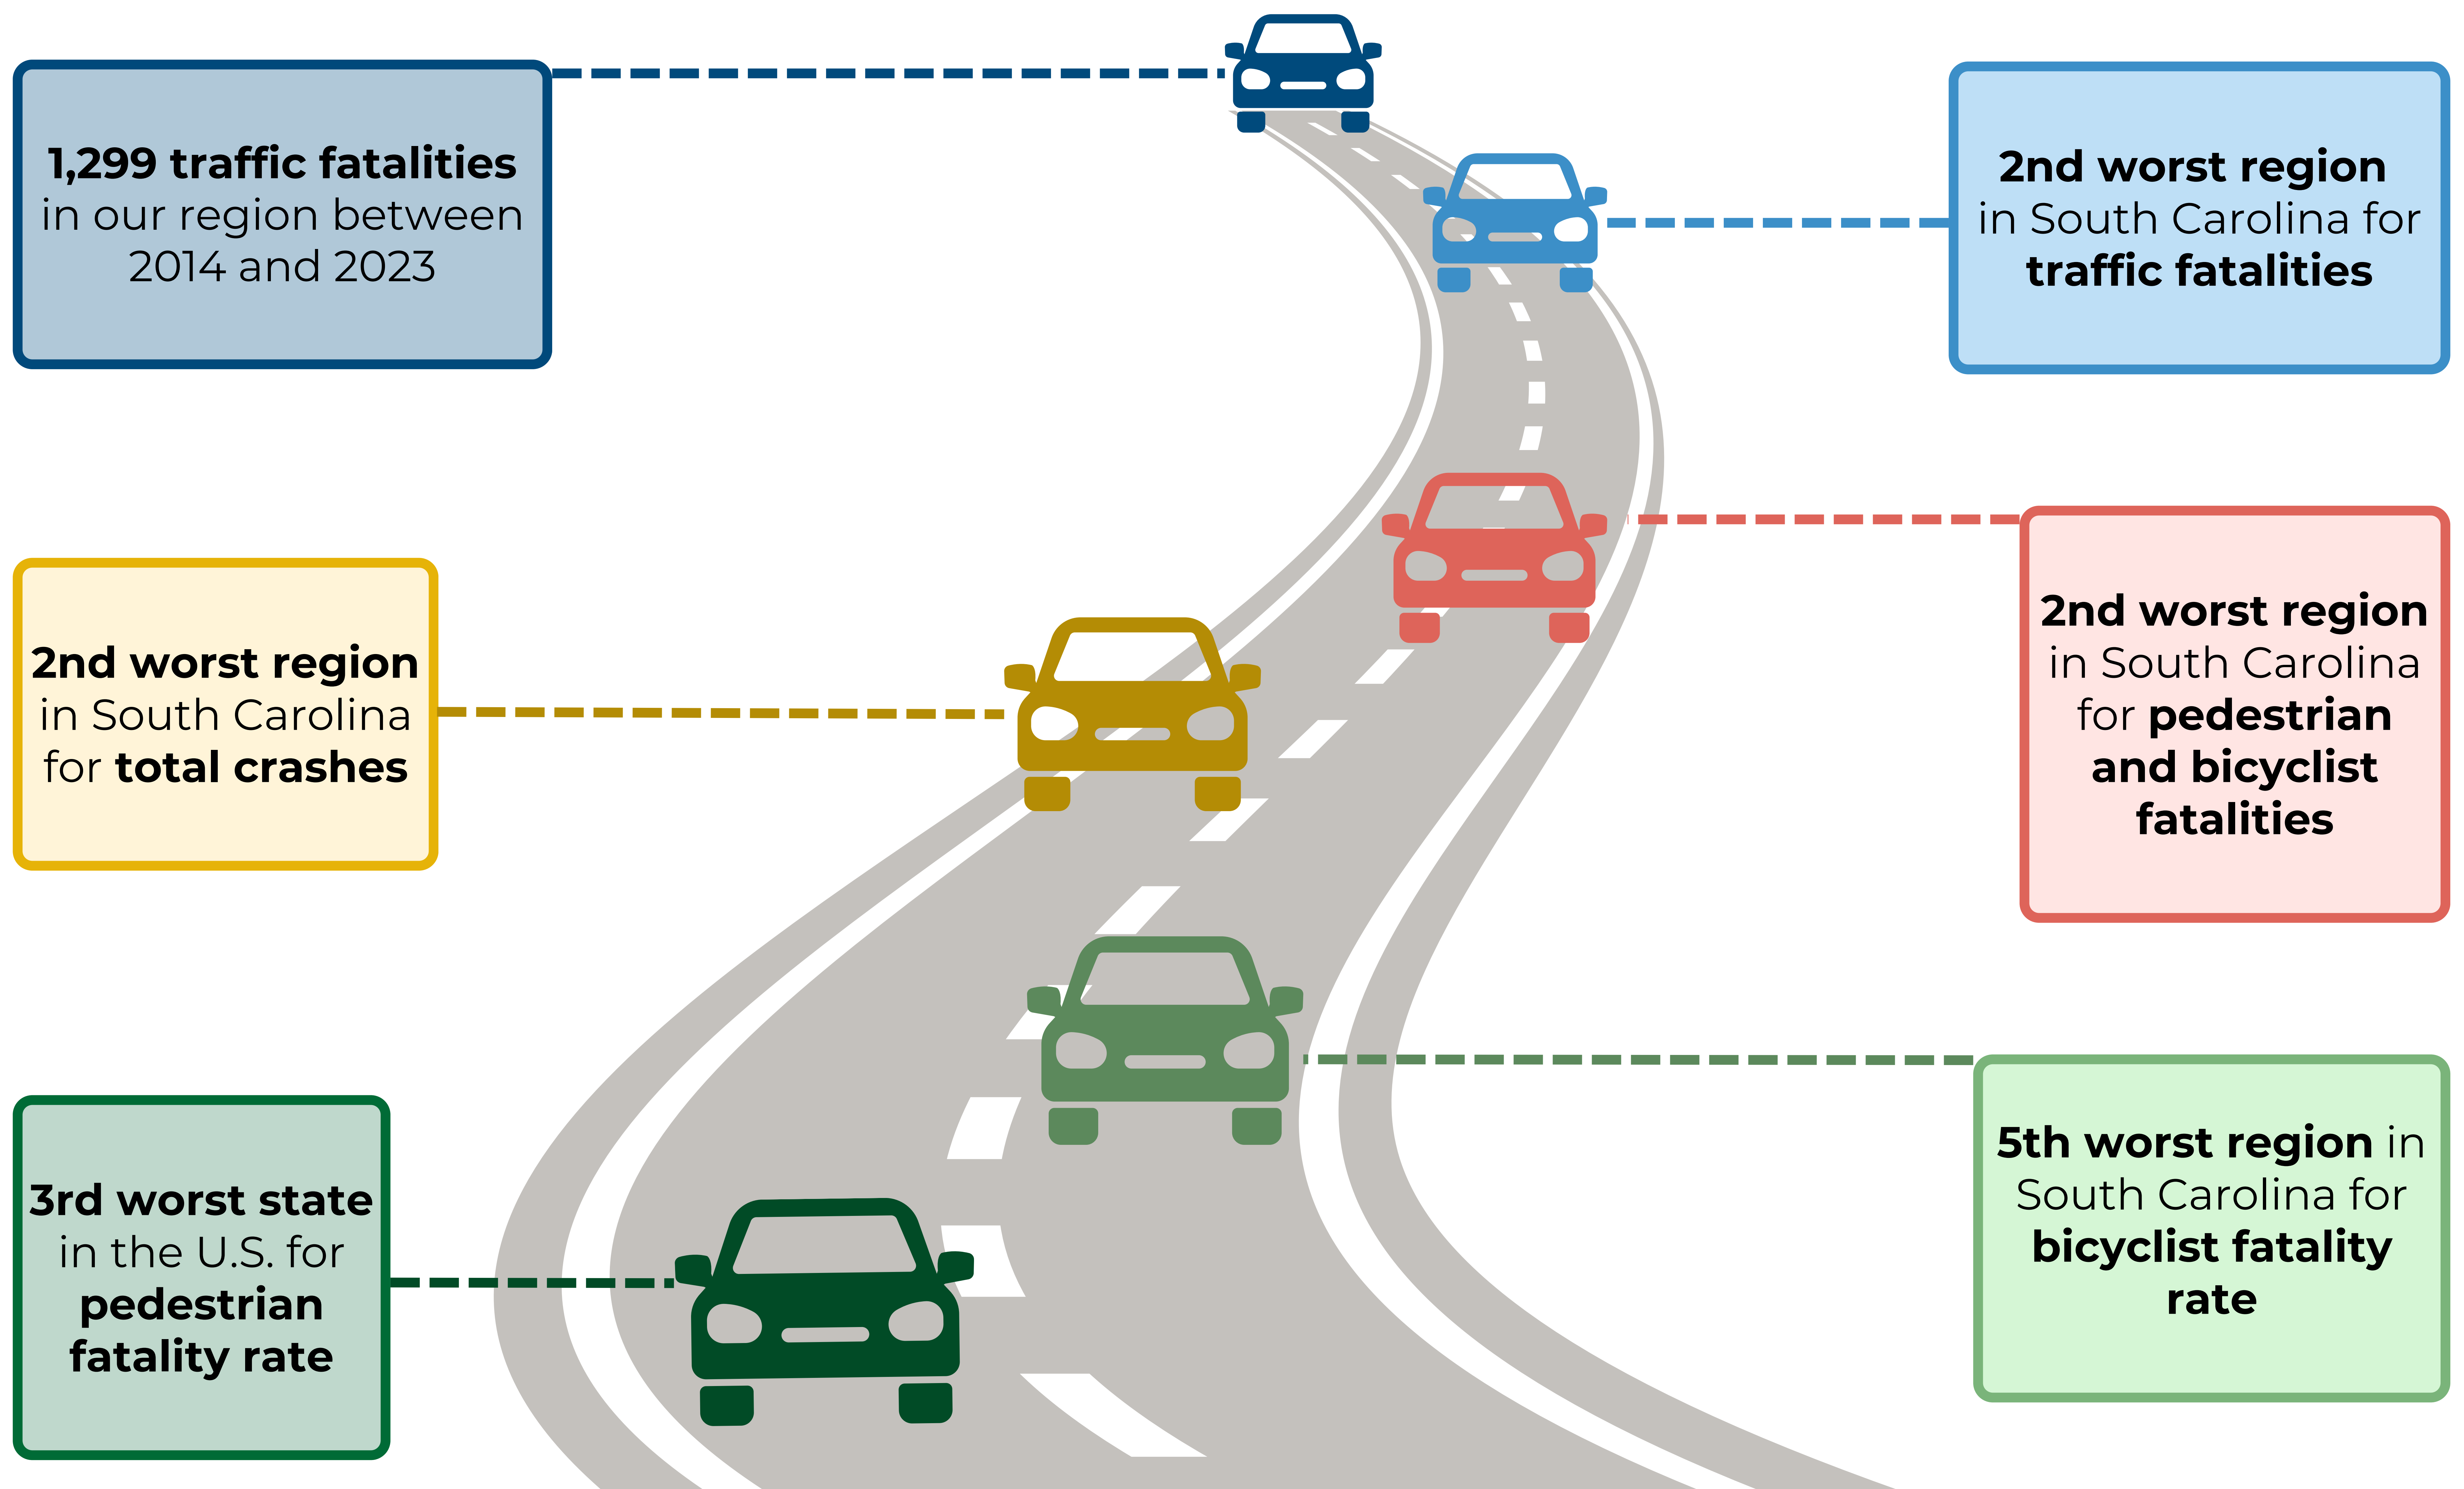 1,299 traffic fatalities
in our region between
2014 and 2023
2nd worst region
in South Carolina for
traffic fatalities
2nd worst region
in South Carolina
for total crashes
2nd worst region
in South Carolina
for pedestrian
and bicyclist
fatalities
3rd worst state
in the U.S. for
pedestrian
fatality rate
5th worst region in
South Carolina for
bicyclist fatality
rate